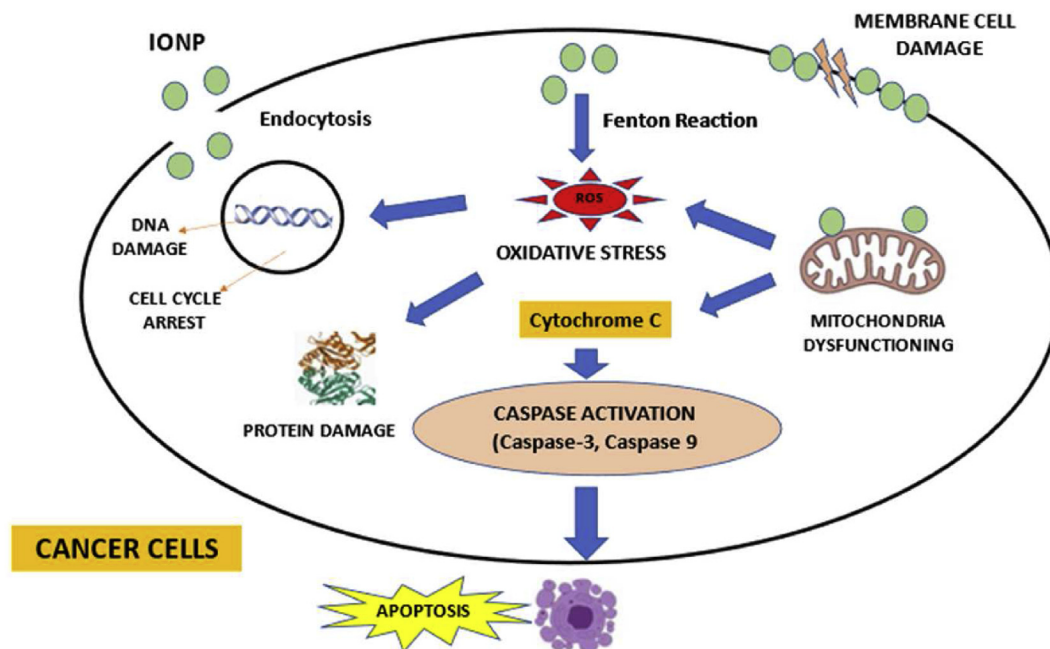 IONP
MEMBRANE CELL
DAMAGE
Endocytosis
Fenton Reaction
ROS
DNA
DAMAGE
OXIDATIVE STRESS
CELL CYCLE
ARREST
Cytochrome C
MITOCHONDRIA
DYSFUNCTIONING
PROTEIN DAMAGE
CASPASE ACTIVATION
(Caspase-3, Caspase 9
CANCER CELLS
APOPTOSIS